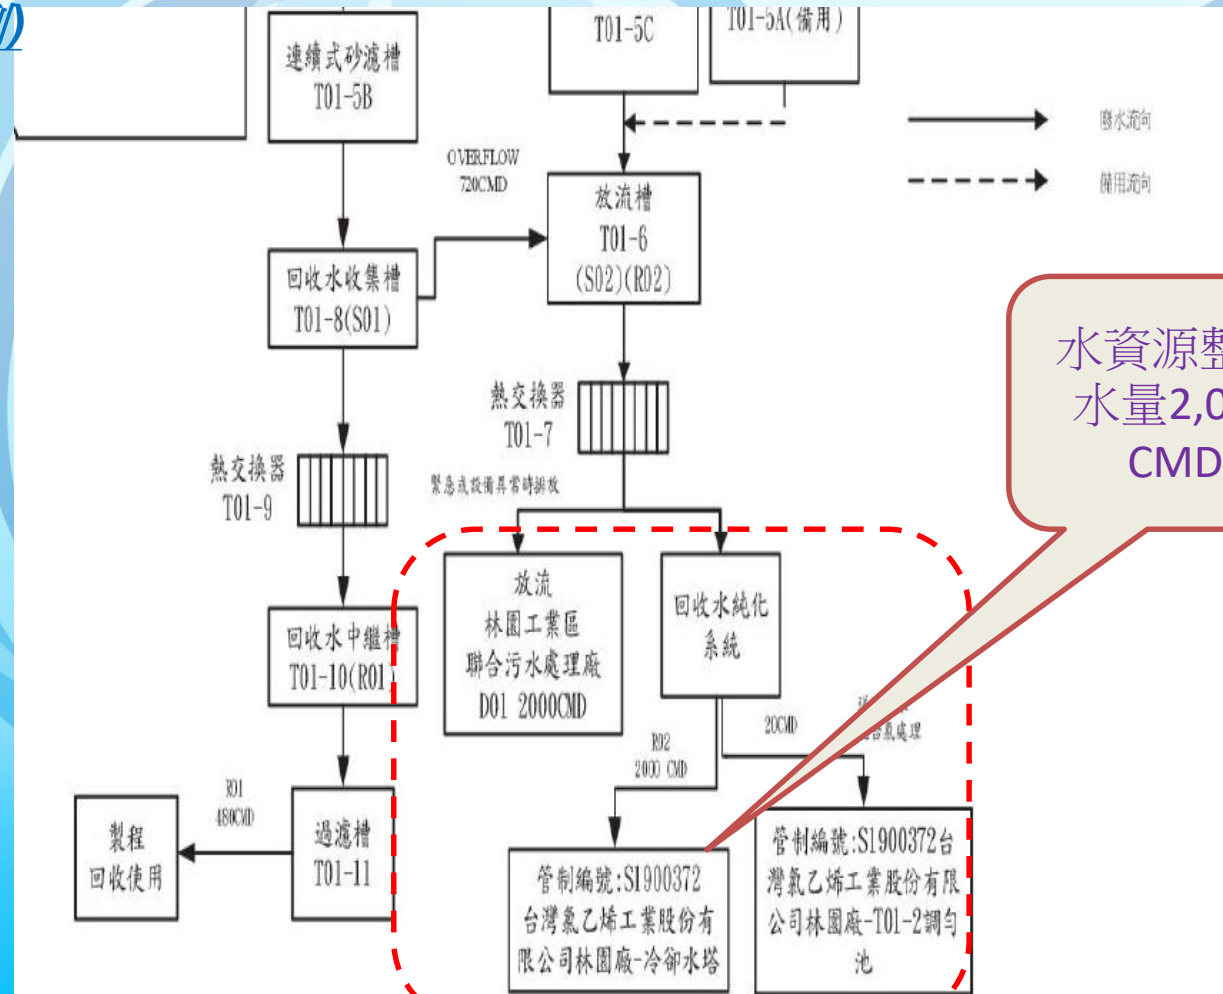 T01-5C
T01-5A(備用)
連續式砂濾槽
T01-5B
廢水流向
OVERFLOW
720CMD
備用流向
放流槽
T01-6
(S02)(R02)
回收水收集槽
T01-8(S01)
水資源整
水量2,0
CMD
熱交換器
T01-7
熱交換器
T01-9
緊急或設備異常時排放
放流
林園工業區
聯合污水處理廠
D01 2000CMD
回收水純化
系統
回收水中繼槽
T01-10(R01)
20CMD
氯處理
R02
2000 CMD
R01
480CMD
製程
回收使用
過濾槽
T01-11
管制編號:S1900372
台灣氯乙烯工業股份有
限公司林園廠-冷卻水塔
管制編號:S1900372台
灣氯乙烯工業股份有限
公司林園廠-T01-2調勻
池